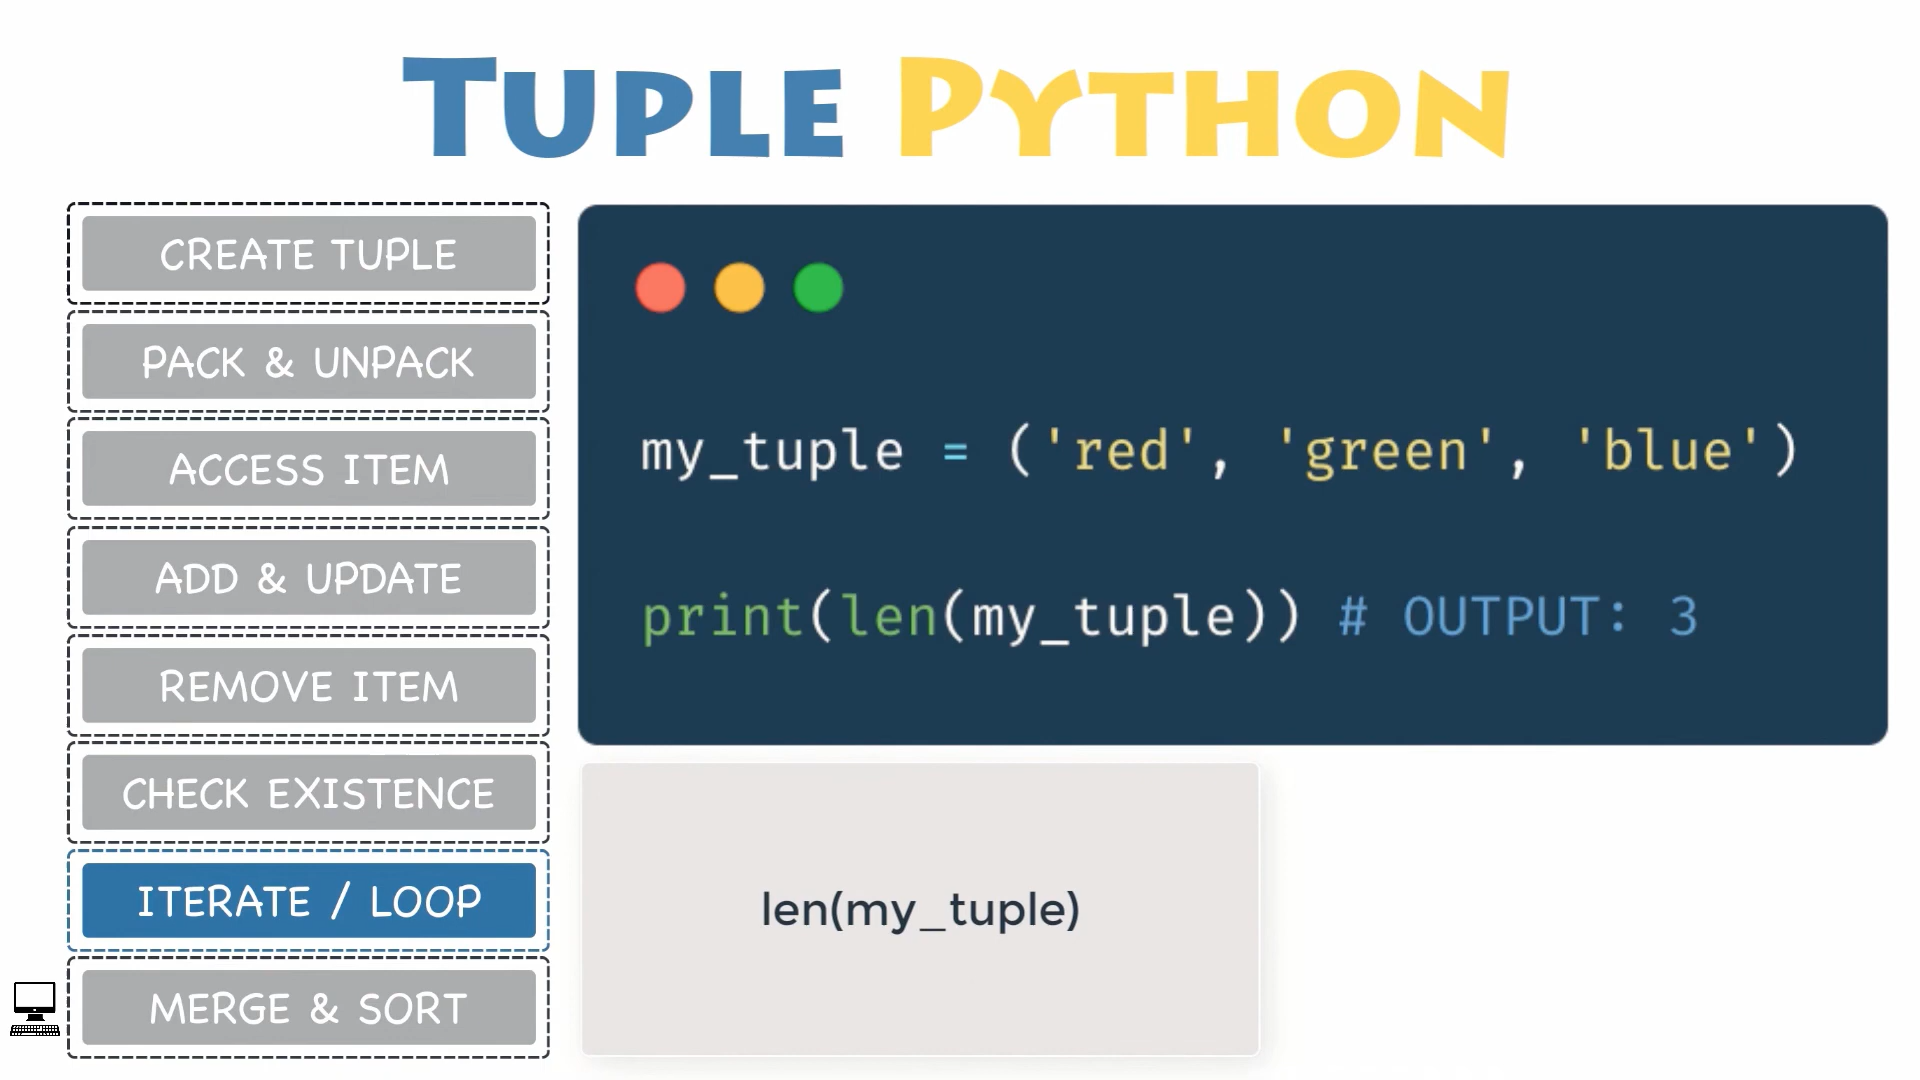 TUPLE PYTHON
CREATE TUPLE
PACK & UNPACK
ACCESS ITEM
ADD & UPDATE
REMOVE ITEM
CHECK EXISTENCE
ITERATE / LOOP
MERGE & SORT
my_tuple = ('red', 'green', 'blue')
print(len(my_tuple)) # OUTPUT: 3
len(my_tuple)